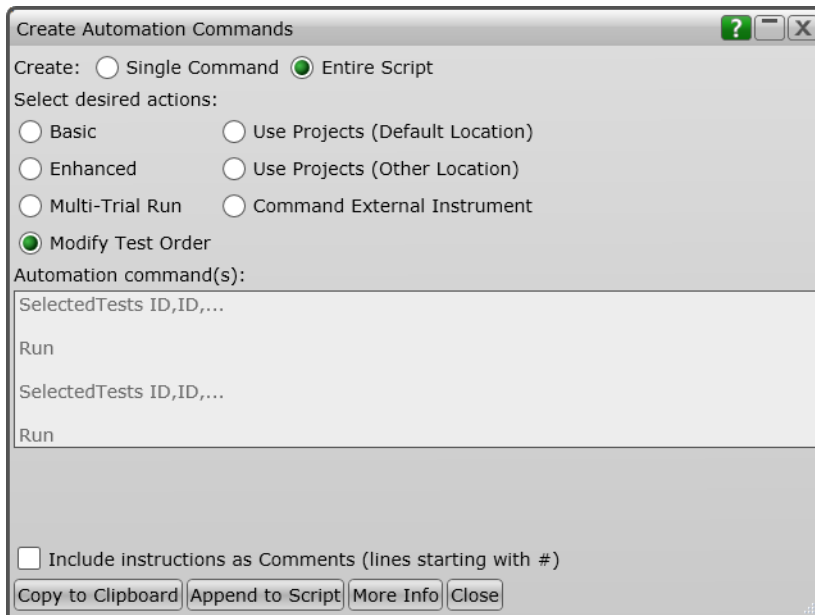 Create Automation Commands
?
X
Create: Single Command Entire Script
Select desired actions:
Basic Use Projects (Default Location)
Enhanced Use Projects (Other Location)
Multi-Trial Run Command External Instrument
Modify Test Order
Automation command(s):
SelectedTests ID,ID,...
Run
SelectedTests ID,ID,...
Run
Include instructions as Comments (lines starting with #)
Copy to Clipboard Append to Script More Info Close